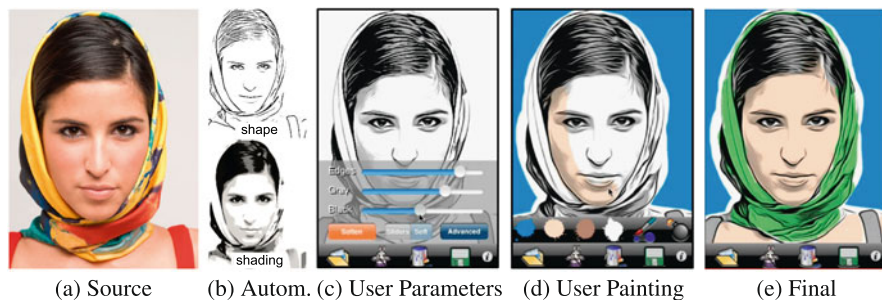 shape
shading
Edges
Gray
Black
Soften
Sliders
Soft
Advanced
i
i
i
(a) Source
(b) Autom.
(c) User Parameters
(d) User Painting
(e) Final